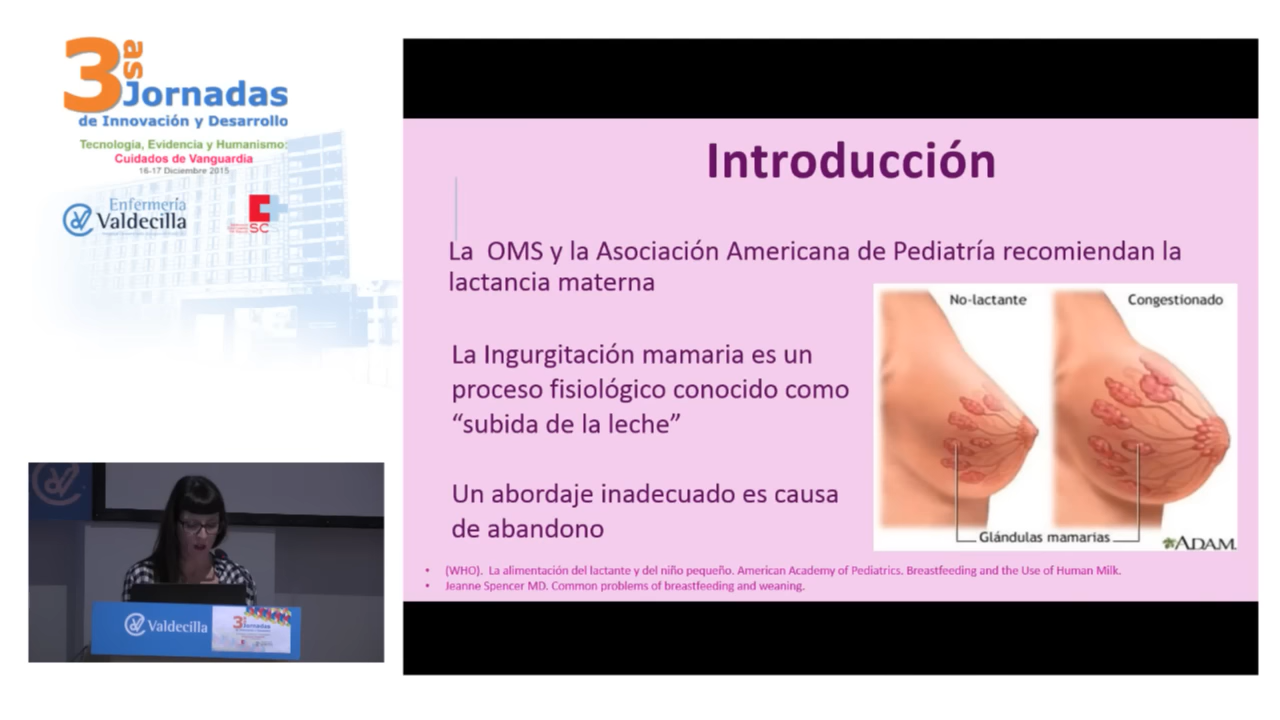 3as
Jornadas
de Innovación y Desarrollo
Tecnología, Evidencia y Humanismo:
Cuidados de Vanguardia
16-17 Diciembre 2015
Enfermería
Valdecilla
SC
Introducción
La OMS y la Asociación Americana de Pediatría recomiendan la
lactancia materna
La Ingurgitación mamaria es un
proceso fisiológico conocido como
“subida de la leche”
Un abordaje inadecuado es causa
de abandono
No-lactante
Congestionado
Glándulas mamarias
ADAM.
• (WHO). La alimentación del lactante y del niño pequeño. American Academy of Pediatrics. Breastfeeding and the Use of Human Milk.
• Jeanne Spencer MD. Common problems of breastfeeding and weaning.
Valdecilla
3as
Jornadas